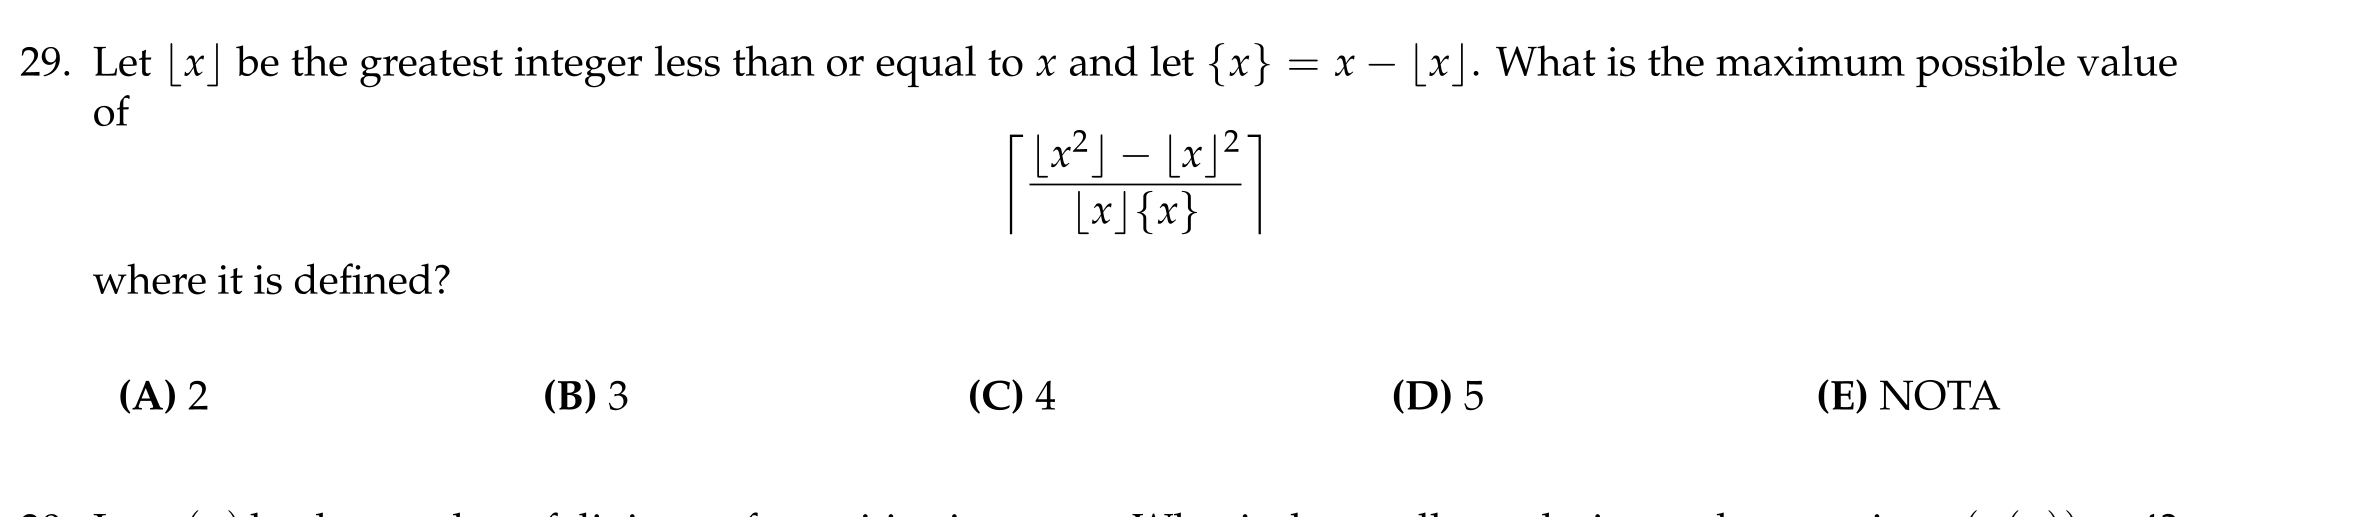 29. Let ⌊x⌋ be the greatest integer less than or equal to x and let {x} = x − ⌊x⌋. What is the maximum possible value
of
⌈(⌊x²⌋ − ⌊x⌋²) / (⌊x⌋{x})⌉
where it is defined?
(A) 2 (B) 3 (C) 4 (D) 5 (E) NOTA